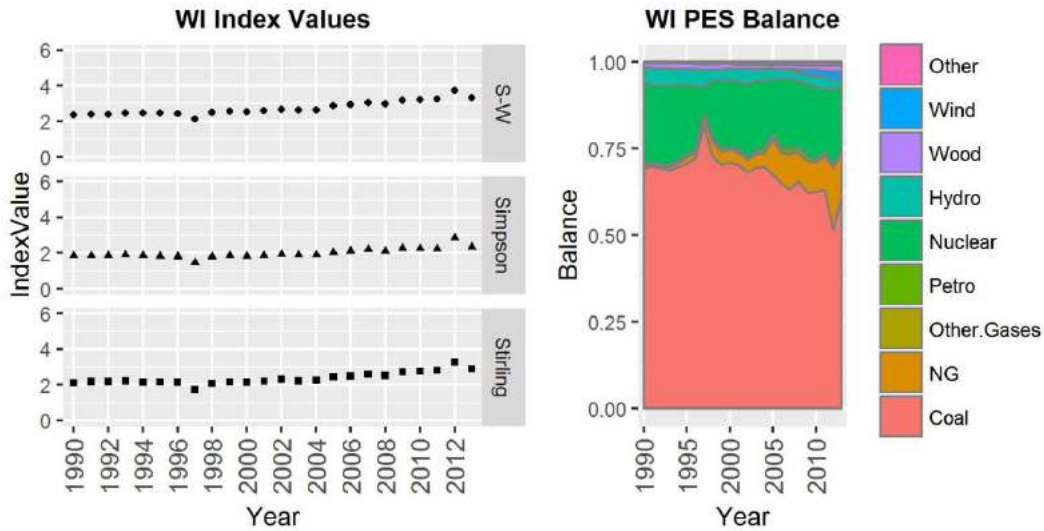 WI Index Values
IndexValue
6
4
2
0
S-W
6
4
2
0
Simpson
6
4
2
0
Stirling
1990
1992
1994
1996
1998
2000
2002
2004
2006
2008
2010
2012
Year
WI PES Balance
Balance
1.00
0.75
0.50
0.25
0.00
1990
1995
2000
2005
2010
Year
Other
Wind
Wood
Hydro
Nuclear
Petro
Other.Gases
NG
Coal